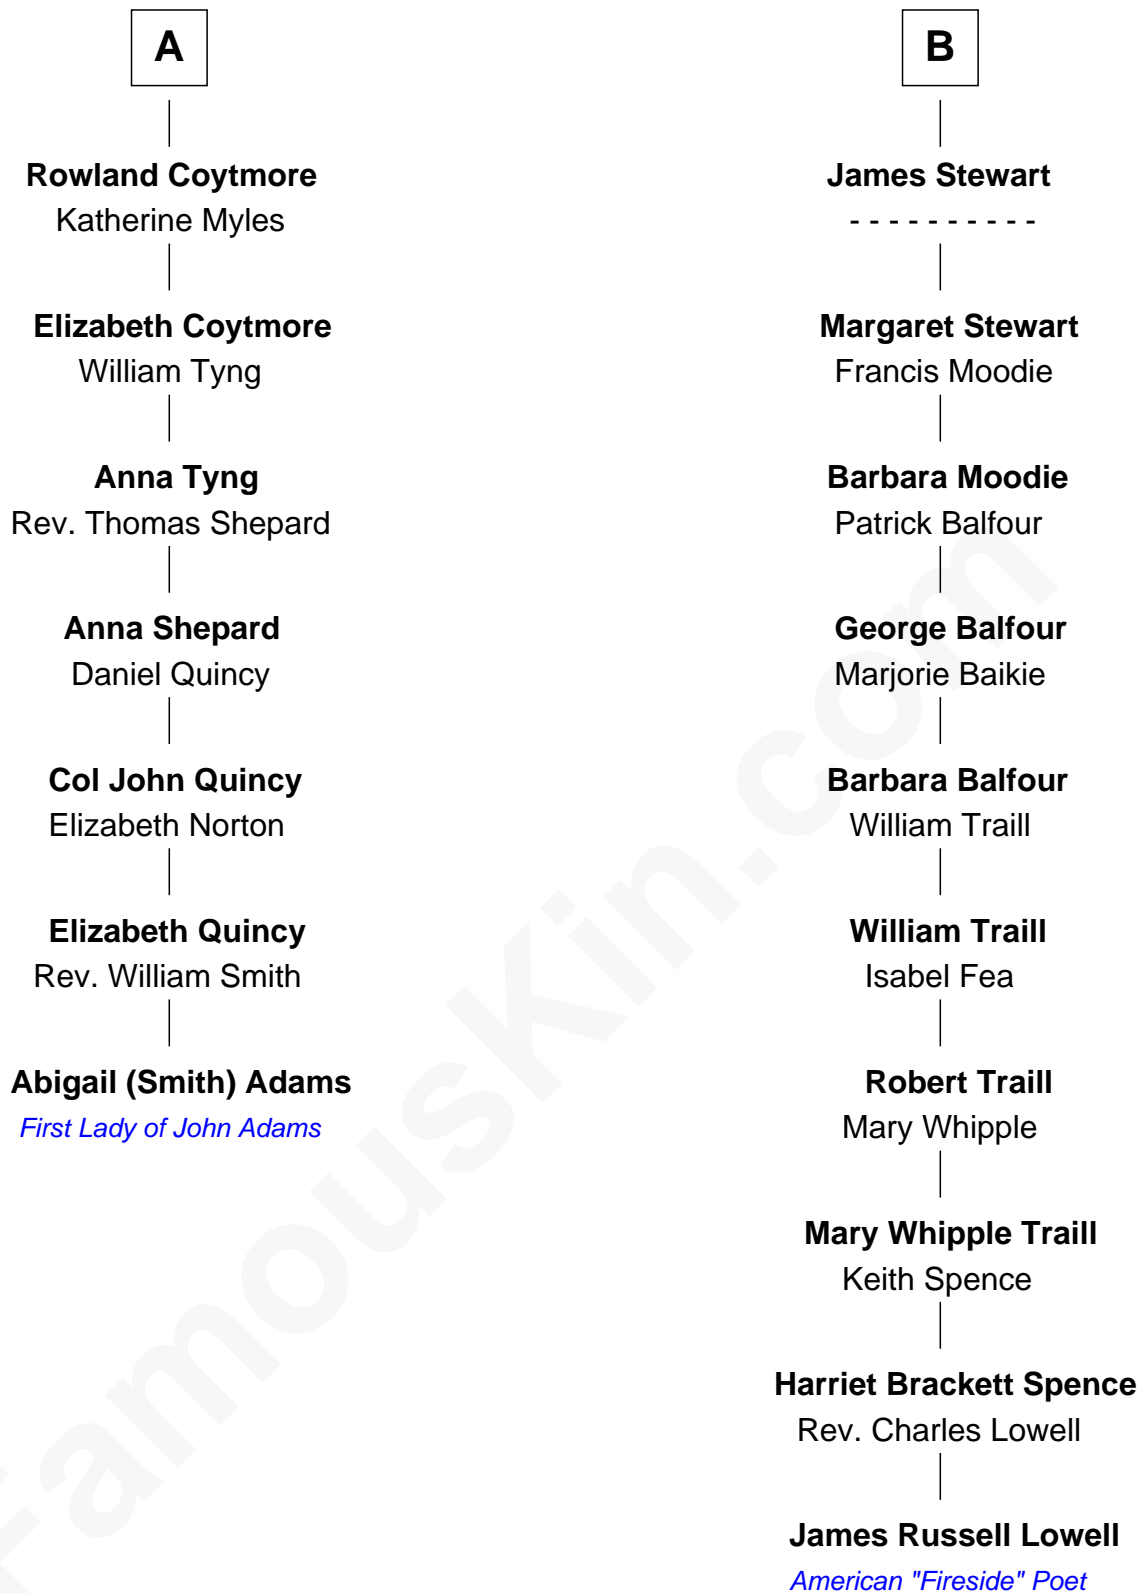 A
Rowland Coytmore
Katherine Myles
Elizabeth Coytmore
William Tyng
Anna Tyng
Rev. Thomas Shepard
Anna Shepard
Daniel Quincy
Col John Quincy
Elizabeth Norton
Elizabeth Quincy
Rev. William Smith
Abigail (Smith) Adams
First Lady of John Adams
B
James Stewart
- - - - - - - - - -
Margaret Stewart
Francis Moodie
Barbara Moodie
Patrick Balfour
George Balfour
Marjorie Baikie
Barbara Balfour
William Traill
William Traill
Isabel Fea
Robert Traill
Mary Whipple
Mary Whipple Traill
Keith Spence
Harriet Brackett Spence
Rev. Charles Lowell
James Russell Lowell
American "Fireside" Poet
FamousKin.com